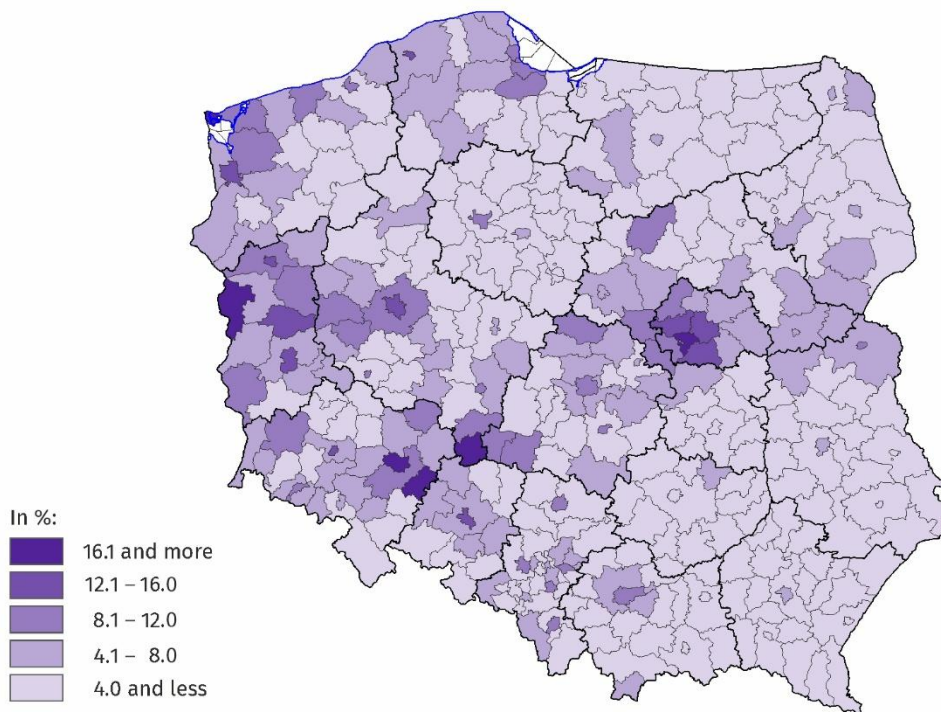 In %:
16.1 and more
12.1 – 16.0
8.1 – 12.0
4.1 – 8.0
4.0 and less